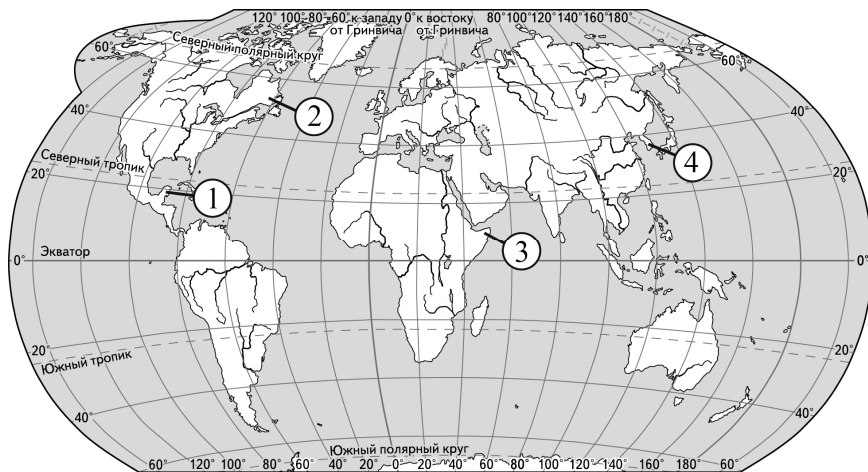 120° 100° 80° 60° к западу 0° к востоку 80° 100° 120° 140° 160° 180°
от Гринвича от Гринвича
Северный полярный круг
60° 60°
40° 40°
2
4
Северный тропик
20° 20°
1
3
Экватор
0° 0°
20° 20°
Южный тропик
40° 40°
Южный полярный круг
60° 120° 100° 80° 60° 40° 20° 0° 20° 40° 60° 80° 100° 120° 140° 160° 180° 60°